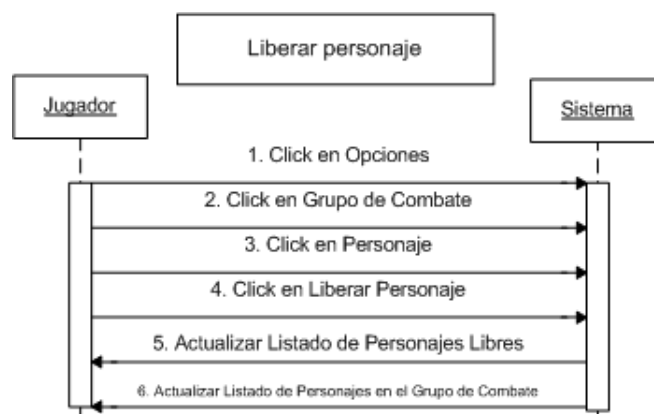 Liberar personaje
Jugador
Sistema
1. Click en Opciones
2. Click en Grupo de Combate
3. Click en Personaje
4. Click en Liberar Personaje
5. Actualizar Listado de Personajes Libres
6. Actualizar Listado de Personajes en el Grupo de Combate